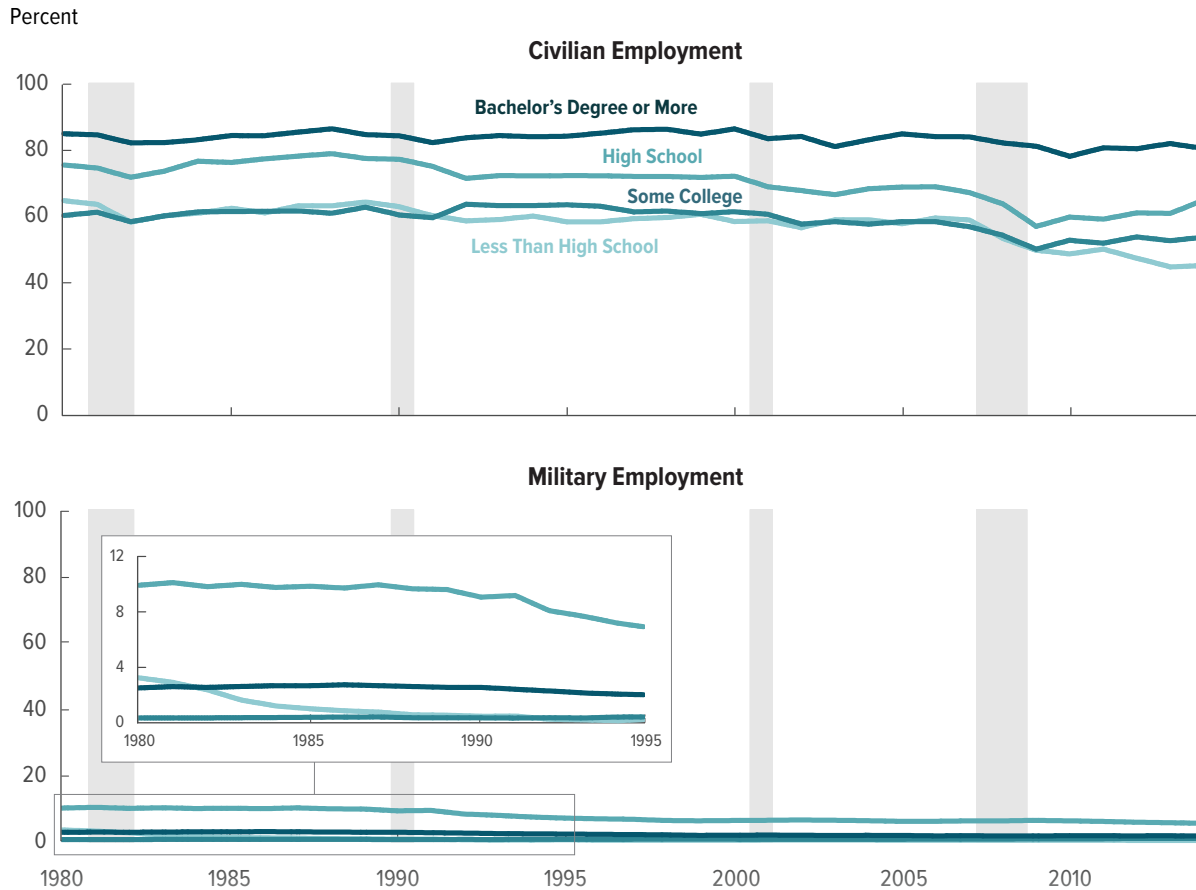 Percent
Civilian Employment
100
80
60
40
20
0
Bachelor's Degree or More
High School
Some College
Less Than High School
Military Employment
100
80
60
40
20
0
12
8
4
0
1980 1985 1990 1995
1980 1985 1990 1995 2000 2005 2010